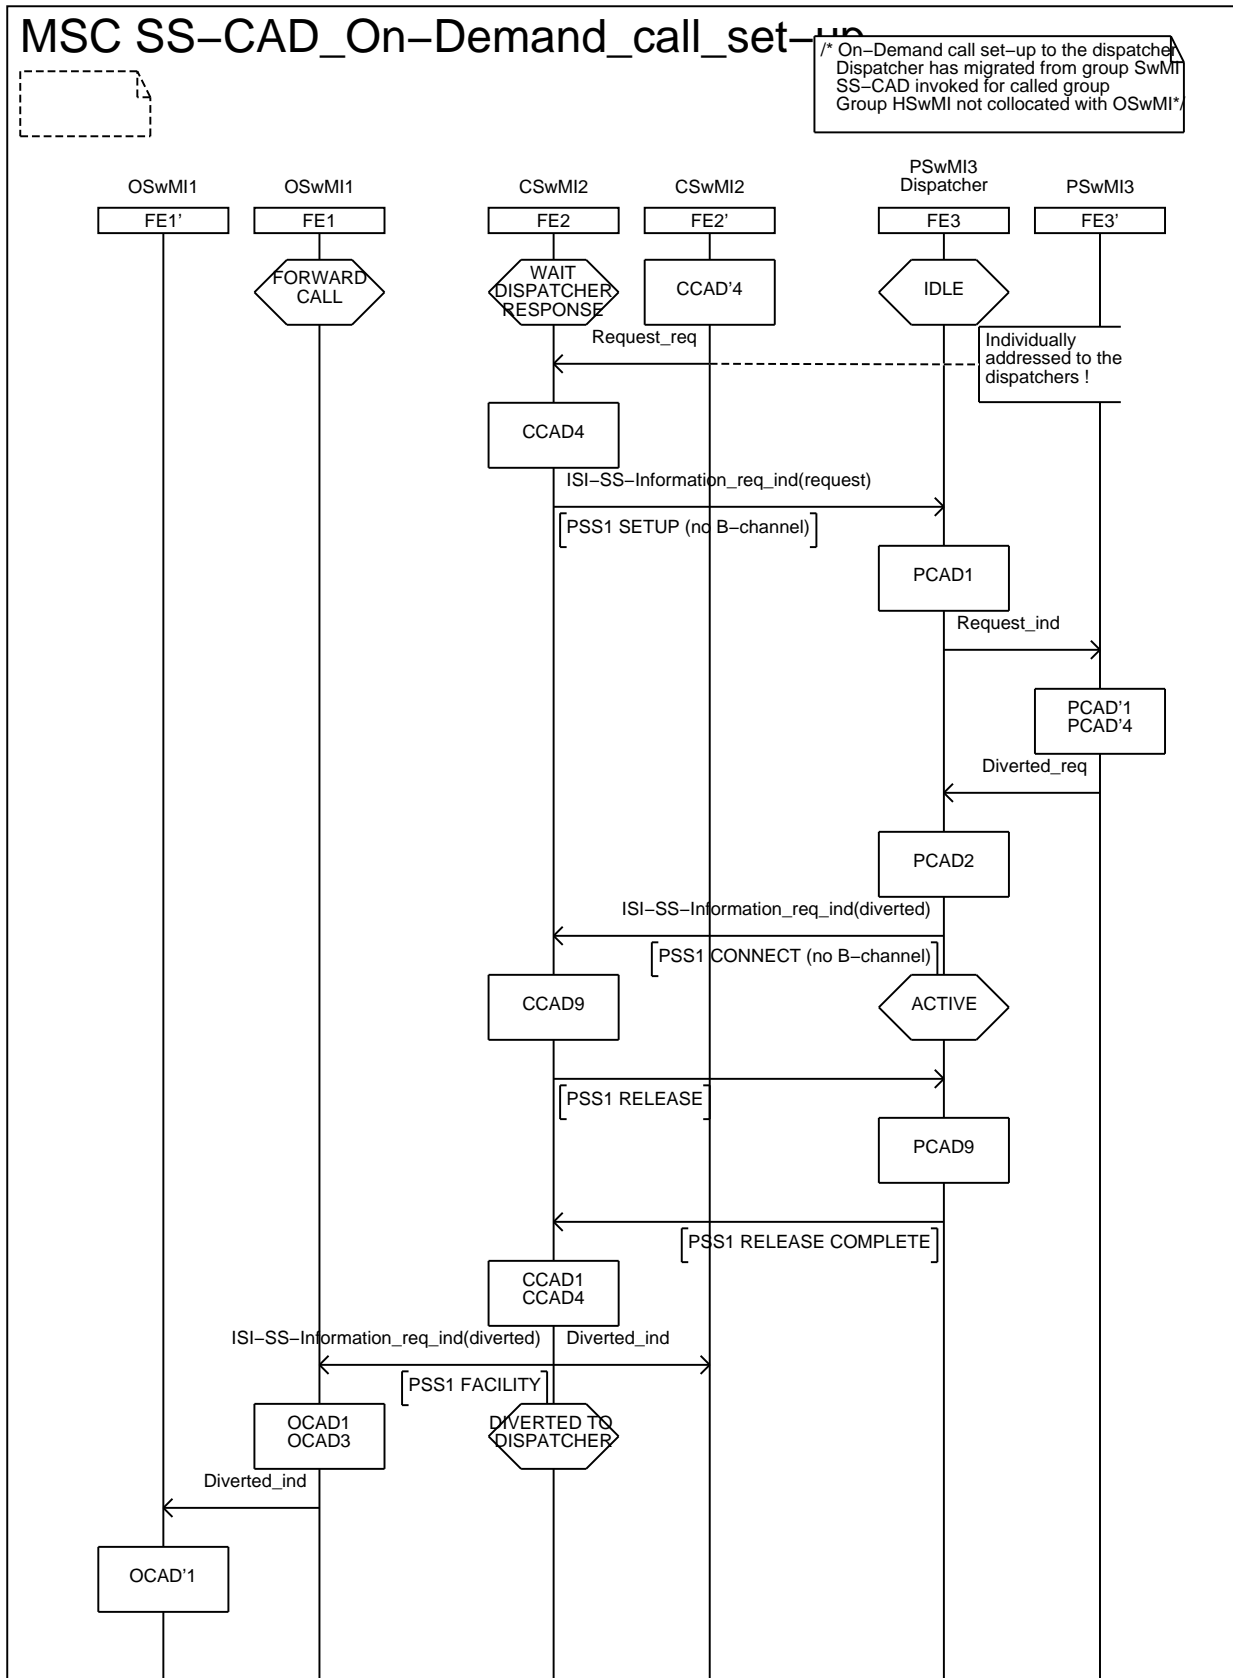 MSC SS−CAD_On−Demand_call_set−up
/* On−Demand call set−up to the dispatcher
Dispatcher has migrated from group SwMI
SS−CAD invoked for called group
Group HSwMI not collocated with OSwMI*/
OSwMI1
OSwMI1
CSwMI2
CSwMI2
PSwMI3
Dispatcher
PSwMI3
FE1'
FE1
FE2
FE2'
FE3
FE3'
FORWARD
CALL
WAIT
DISPATCHER
RESPONSE
CCAD'4
IDLE
Request_req
Individually
addressed to the
dispatchers !
CCAD4
ISI−SS−Information_req_ind(request)
PSS1 SETUP (no B−channel)
PCAD1
Request_ind
PCAD'1
PCAD'4
Diverted_req
PCAD2
ISI−SS−Information_req_ind(diverted)
PSS1 CONNECT (no B−channel)
CCAD9
ACTIVE
PSS1 RELEASE
PCAD9
PSS1 RELEASE COMPLETE
CCAD1
CCAD4
ISI−SS−Information_req_ind(diverted)
Diverted_ind
PSS1 FACILITY
OCAD1
OCAD3
DIVERTED TO
DISPATCHER
Diverted_ind
OCAD'1